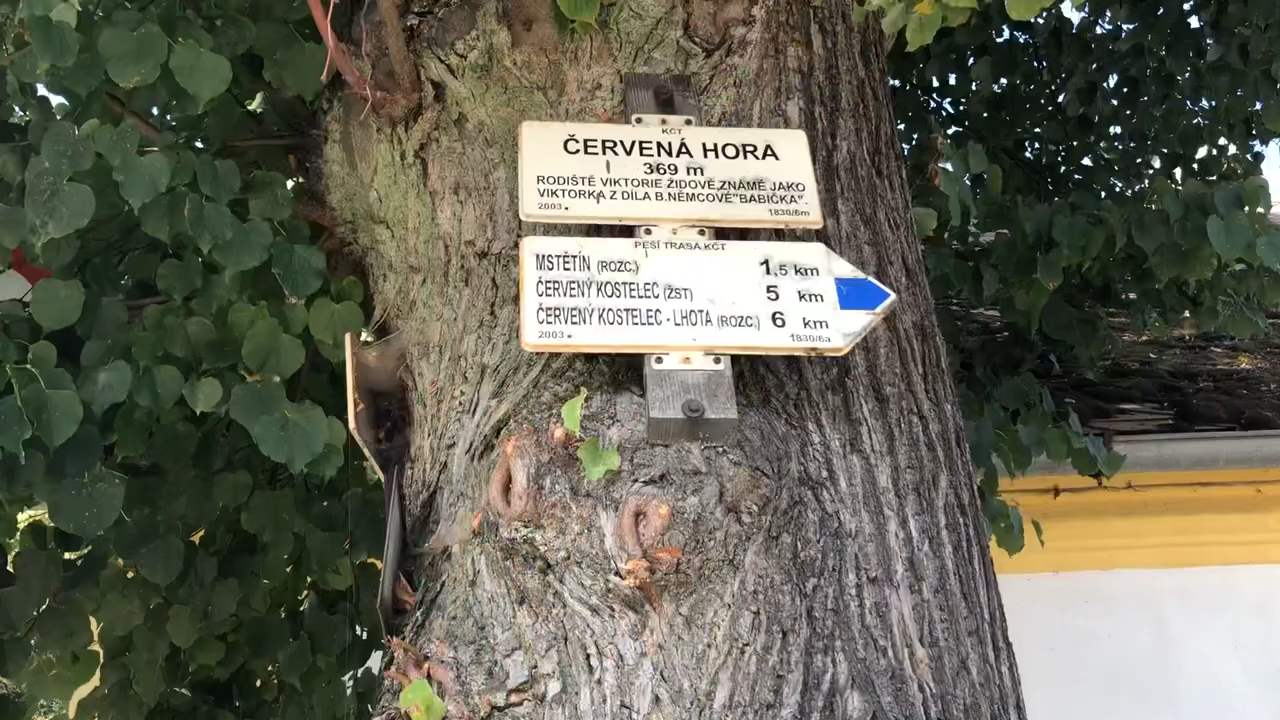 KČT
ČERVENÁ HORA
369 m
RODIŠTĚ VIKTORIE ŽIDOVÉ,ZNÁMÉ JAKO
VIKTORKA Z DÍLA B.NĚMCOVÉ"BABIČKA".
2003. 1830/6m
PĚŠÍ TRASA KČT
MSTĚTÍN (ROZC.) 1,5 km
ČERVENÝ KOSTELEC (ŽST) 5 km
ČERVENÝ KOSTELEC - LHOTA (ROZC.) 6 km
2003. 1830/6a